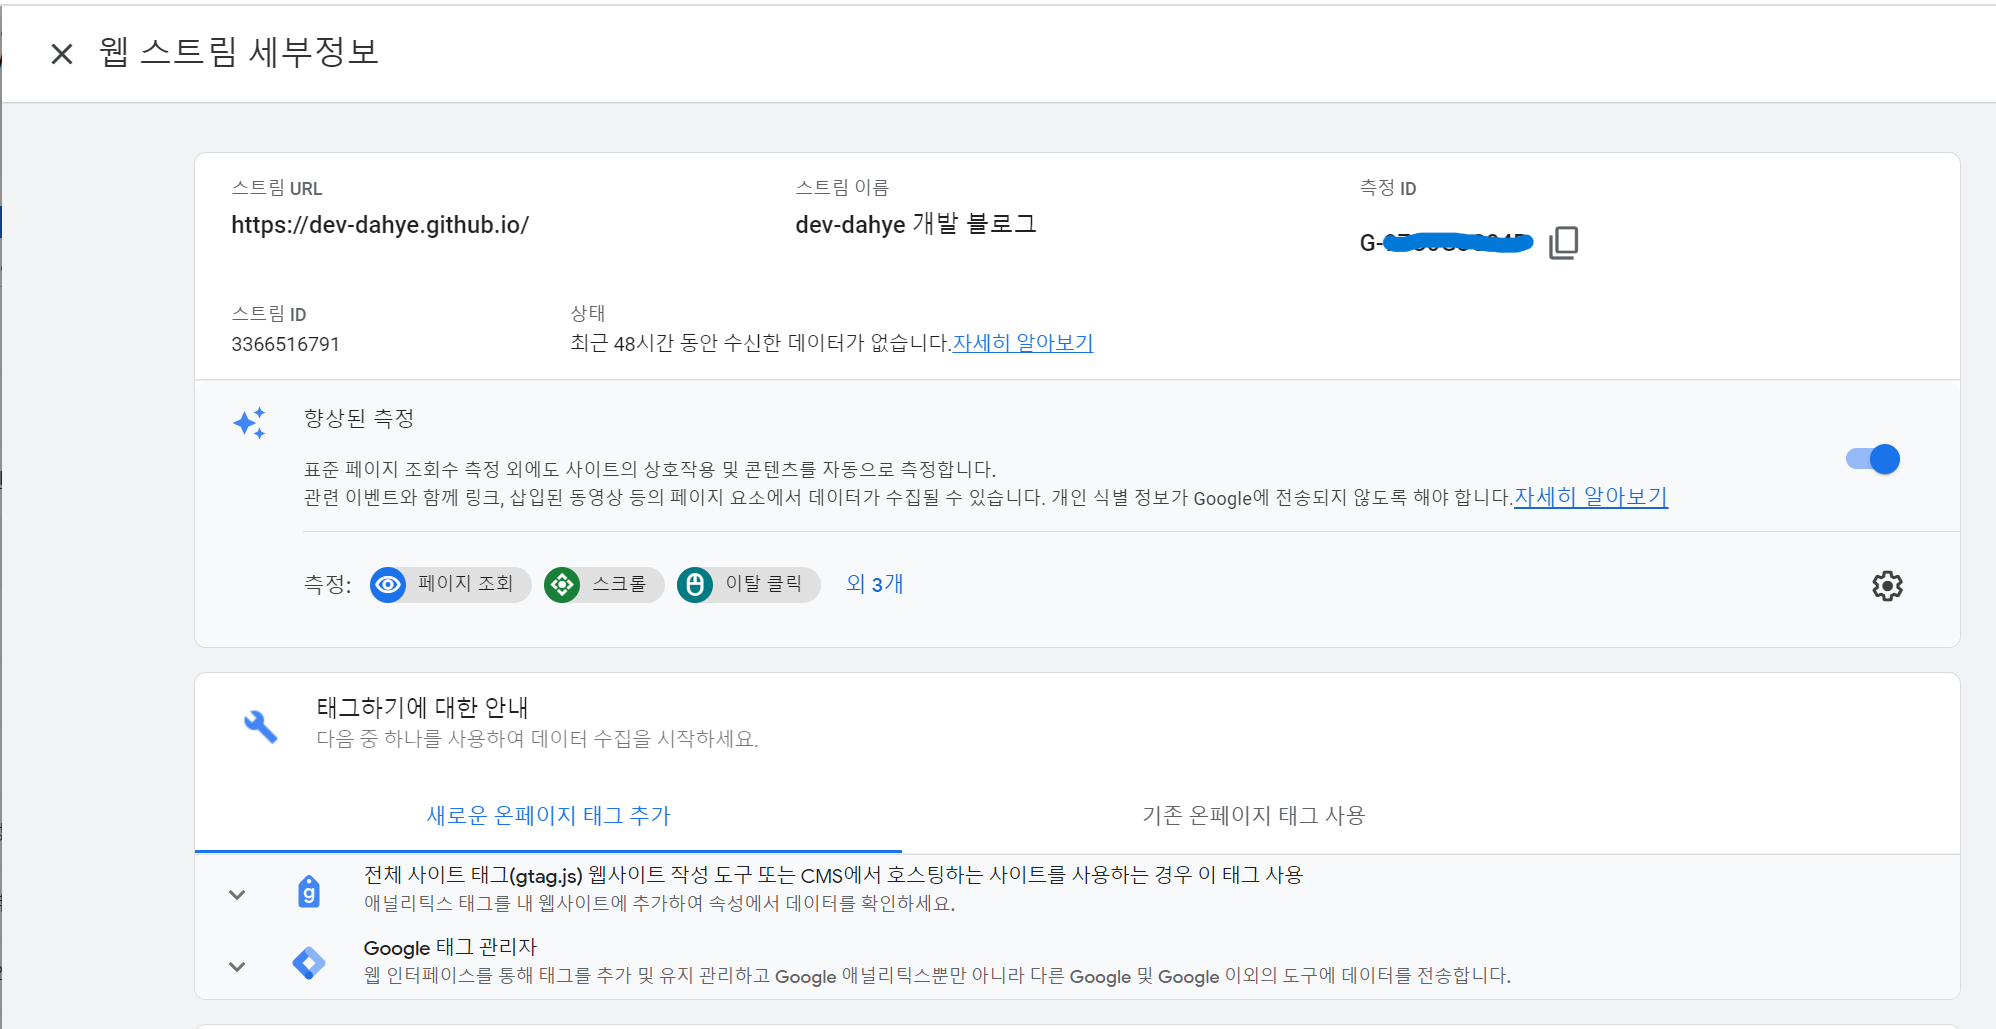 웹 스트림 세부정보
스트림 URL
https://dev-dahye.github.io/
스트림 이름
dev-dahye 개발 블로그
측정 ID
G-
스트림 ID
3366516791
상태
최근 48시간 동안 수신한 데이터가 없습니다.자세히 알아보기
향상된 측정
표준 페이지 조회수 측정 외에도 사이트의 상호작용 및 콘텐츠를 자동으로 측정합니다.
관련 이벤트와 함께 링크, 삽입된 동영상 등의 페이지 요소에서 데이터가 수집될 수 있습니다. 개인 식별 정보가 Google에 전송되지 않도록 해야 합니다.자세히 알아보기
측정: 페이지 조회 스크롤 이탈 클릭 외 3개
태그하기에 대한 안내
다음 중 하나를 사용하여 데이터 수집을 시작하세요.
새로운 온페이지 태그 추가
기존 온페이지 태그 사용
전체 사이트 태그(gtag.js) 웹사이트 작성 도구 또는 CMS에서 호스팅하는 사이트를 사용하는 경우 이 태그 사용
애널리틱스 태그를 내 웹사이트에 추가하여 속성에서 데이터를 확인하세요.
Google 태그 관리자
웹 인터페이스를 통해 태그를 추가 및 유지 관리하고 Google 애널리틱스뿐만 아니라 다른 Google 및 Google 이외의 도구에 데이터를 전송합니다.